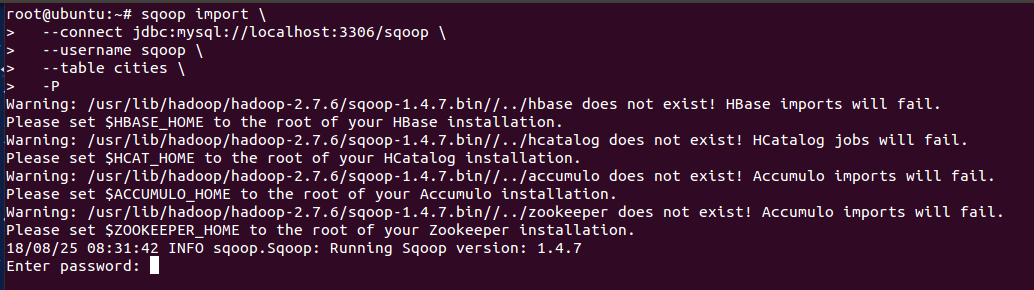 root@ubuntu:~# sqoop import \
>   --connect jdbc:mysql://localhost:3306/sqoop \
>   --username sqoop \
>   --table cities \
>   -P
Warning: /usr/lib/hadoop/hadoop-2.7.6/sqoop-1.4.7.bin//../hbase does not exist! HBase imports will fail.
Please set $HBASE_HOME to the root of your HBase installation.
Warning: /usr/lib/hadoop/hadoop-2.7.6/sqoop-1.4.7.bin//../hcatalog does not exist! HCatalog jobs will fail.
Please set $HCAT_HOME to the root of your HCatalog installation.
Warning: /usr/lib/hadoop/hadoop-2.7.6/sqoop-1.4.7.bin//../accumulo does not exist! Accumulo imports will fail.
Please set $ACCUMULO_HOME to the root of your Accumulo installation.
Warning: /usr/lib/hadoop/hadoop-2.7.6/sqoop-1.4.7.bin//../zookeeper does not exist! Accumulo imports will fail.
Please set $ZOOKEEPER_HOME to the root of your Zookeeper installation.
18/08/25 08:31:42 INFO sqoop.Sqoop: Running Sqoop version: 1.4.7
Enter password: